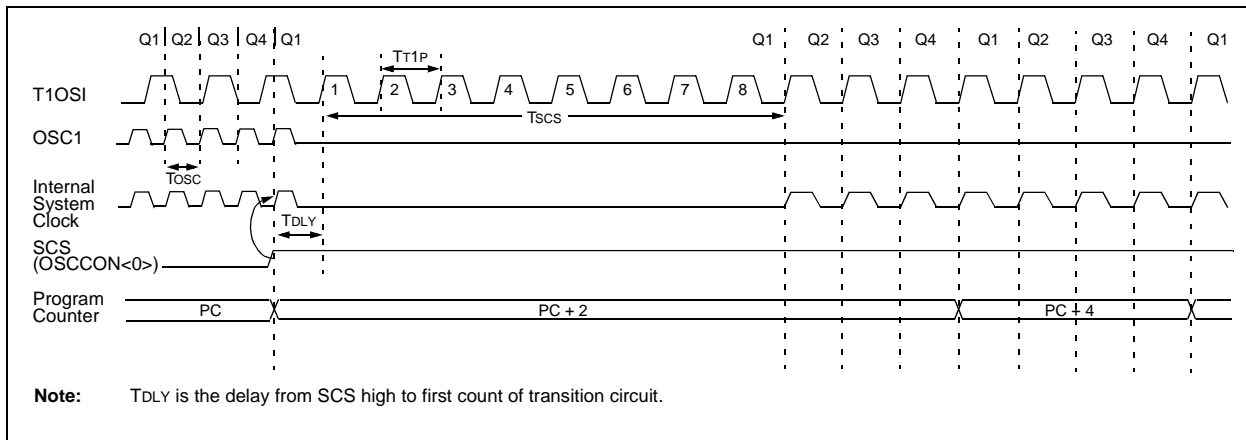 Q1 Q2 Q3 Q4 Q1 Q1 Q2 Q3 Q4 Q1 Q2 Q3 Q4 Q1
TT1P
T1OSI 1 2 3 4 5 6 7 8
TSCS
OSC1
TOSC
Internal
System
Clock
TDLY
SCS
(OSCCON<0>)
Program
Counter PC PC + 2 PC + 4
Note: TDLY is the delay from SCS high to first count of transition circuit.